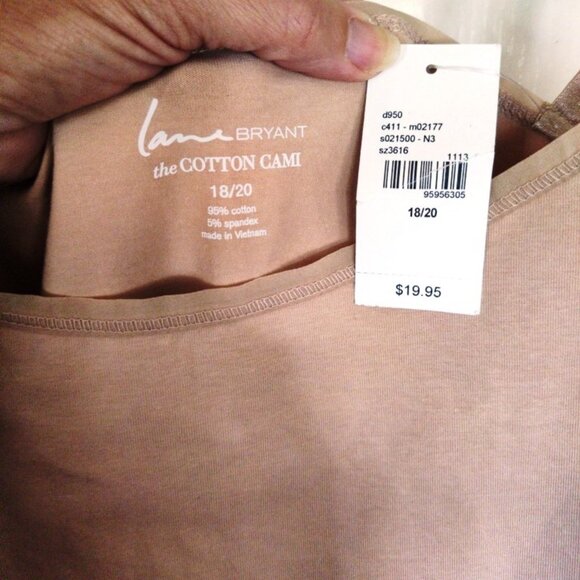 lane BRYANT
the COTTON CAMI
18/20
95% cotton
5% spandex
made in Vietnam
d950
c411 - m02177
s021500 - N3
sz3616
1113
95956305
18/20
$19.95